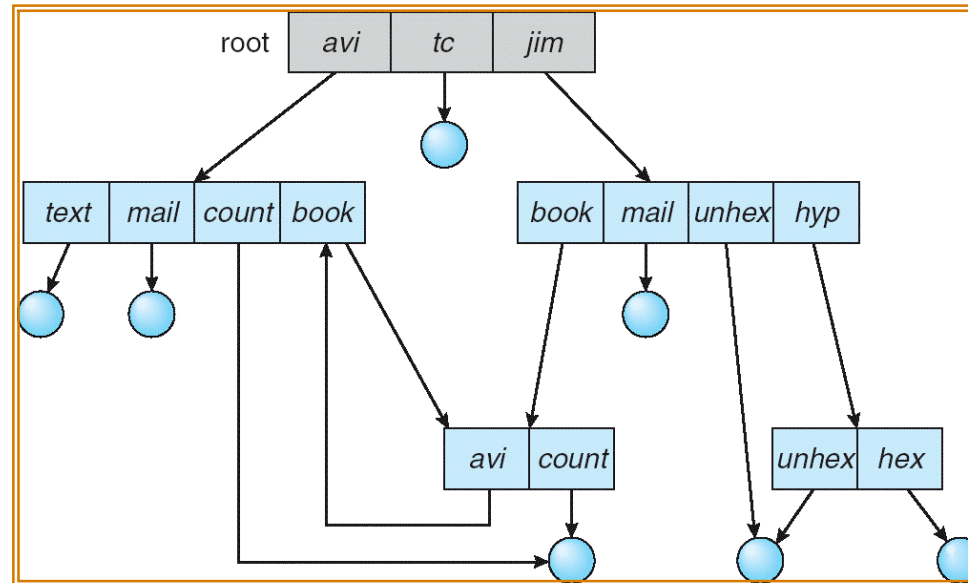 root avi tc jim
text mail count book
book mail unhex hyp
avi count
unhex hex